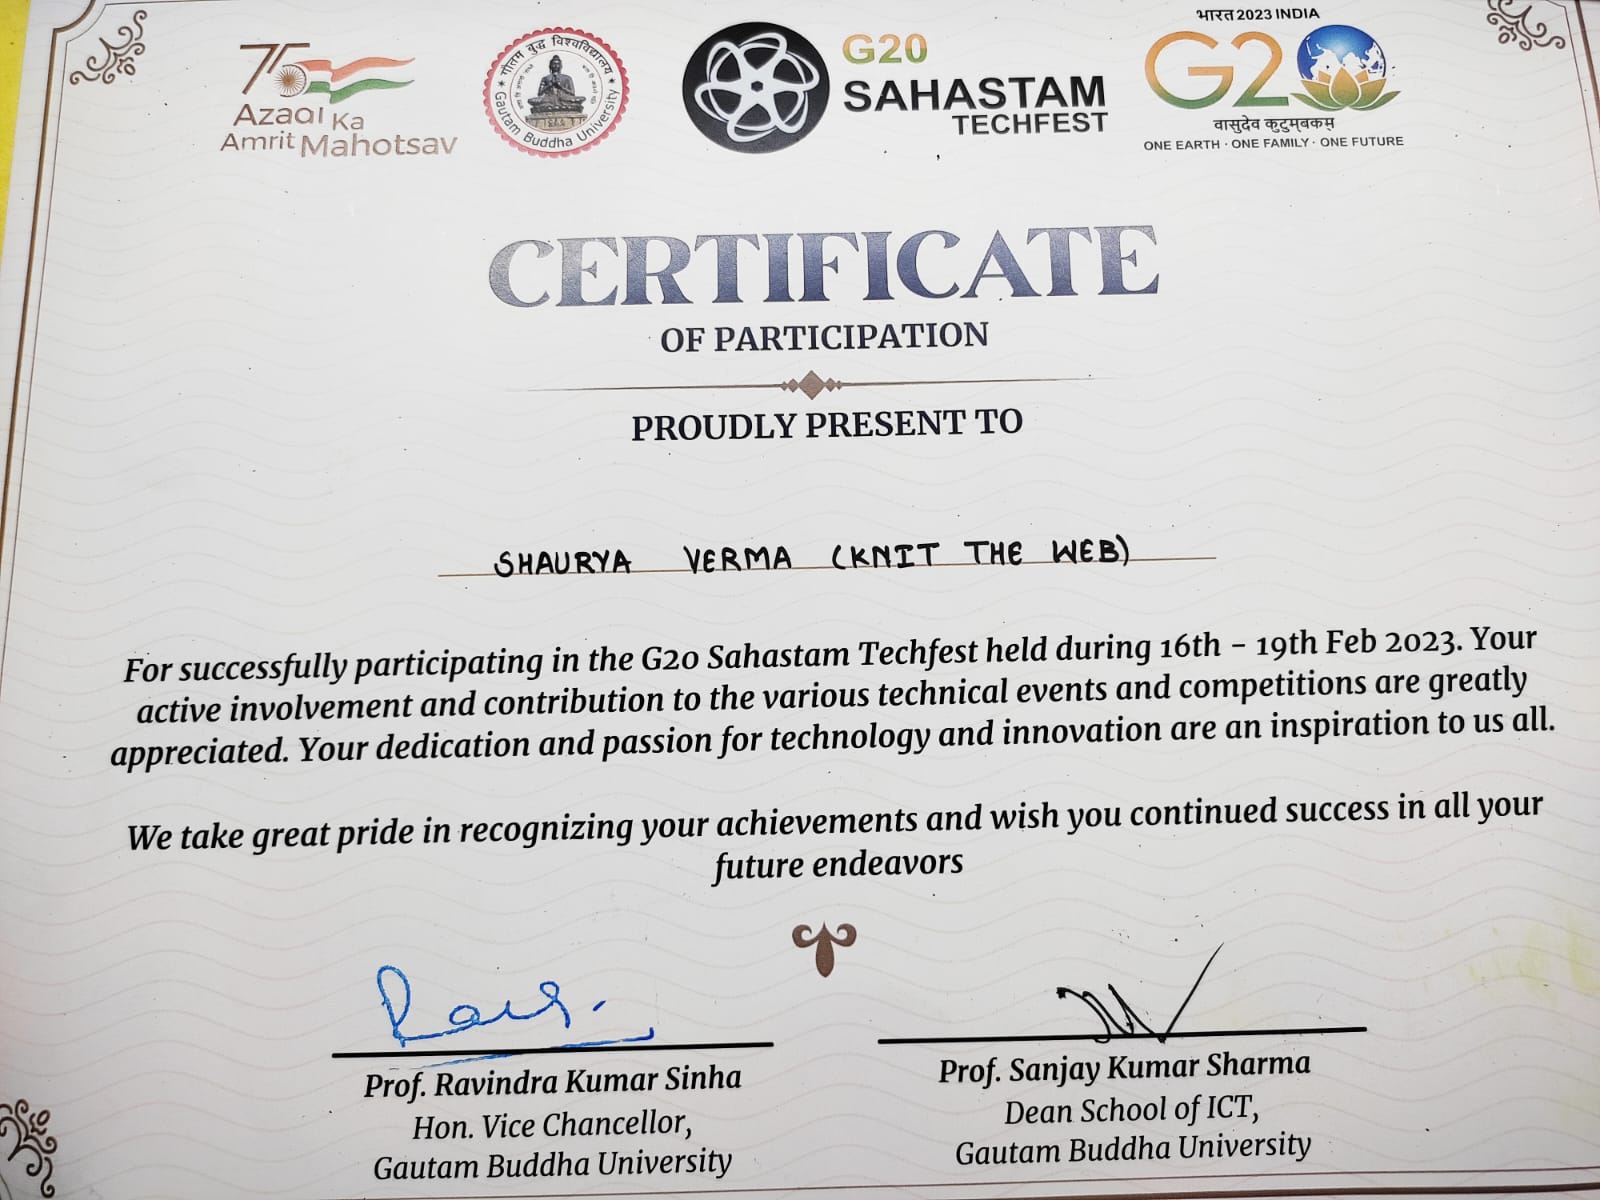 75
Azadi Ka
Amrit Mahotsav
गौतम बुद्ध विश्वविद्यालय
Gautam Buddha University
G20
SAHASTAM
TECHFEST
भारत 2023 INDIA
G20
वसुधैव कुटुम्बकम्
ONE EARTH · ONE FAMILY · ONE FUTURE
CERTIFICATE
OF PARTICIPATION
PROUDLY PRESENT TO
SHAURYA VERMA (KNIT THE WEB)
For successfully participating in the G20 Sahastam Techfest held during 16th - 19th Feb 2023. Your
active involvement and contribution to the various technical events and competitions are greatly
appreciated. Your dedication and passion for technology and innovation are an inspiration to us all.
We take great pride in recognizing your achievements and wish you continued success in all your
future endeavors
Prof. Ravindra Kumar Sinha
Hon. Vice Chancellor,
Gautam Buddha University
Prof. Sanjay Kumar Sharma
Dean School of ICT,
Gautam Buddha University